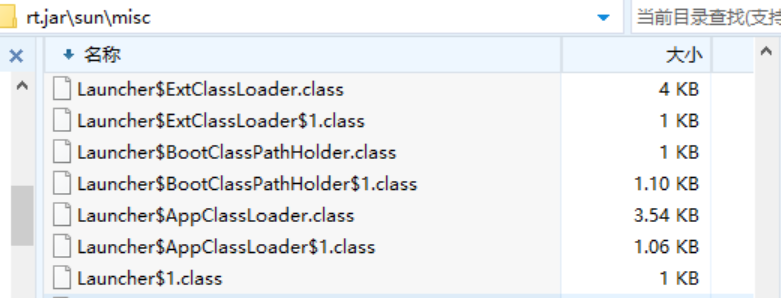 rt.jar\sun\misc
当前目录查找(支持
名称 大小
Launcher$ExtClassLoader.class 4 KB
Launcher$ExtClassLoader$1.class 1 KB
Launcher$BootClassPathHolder.class 1 KB
Launcher$BootClassPathHolder$1.class 1.10 KB
Launcher$AppClassLoader.class 3.54 KB
Launcher$AppClassLoader$1.class 1.06 KB
Launcher$1.class 1 KB